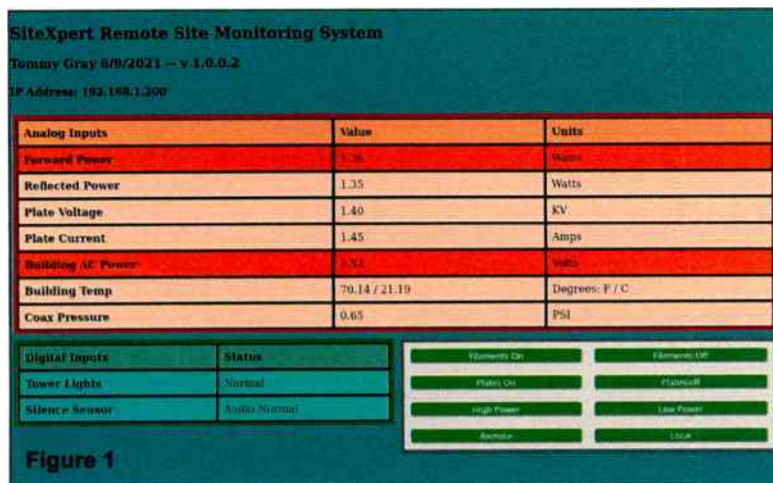 SiteXpert Remote Site Monitoring System
Tommy Gray 6/9/2021 -- v 1.0.0.2
IP Address: 192.168.1.200
Analog Inputs Value Units
Forward Power 1.36 Watts
Reflected Power 1.35 Watts
Plate Voltage 1.40 KV
Plate Current 1.45 Amps
Building AC Power Volts
Building Temp 70.14 / 21.19 Degrees: F / C
Coax Pressure 0.65 PSI
Digital Inputs Status
Tower Lights Normal
Silence Sensor Audio Normal
Filaments On Filaments Off
Plates On
High Power Low Power
Remote Local
Figure 1